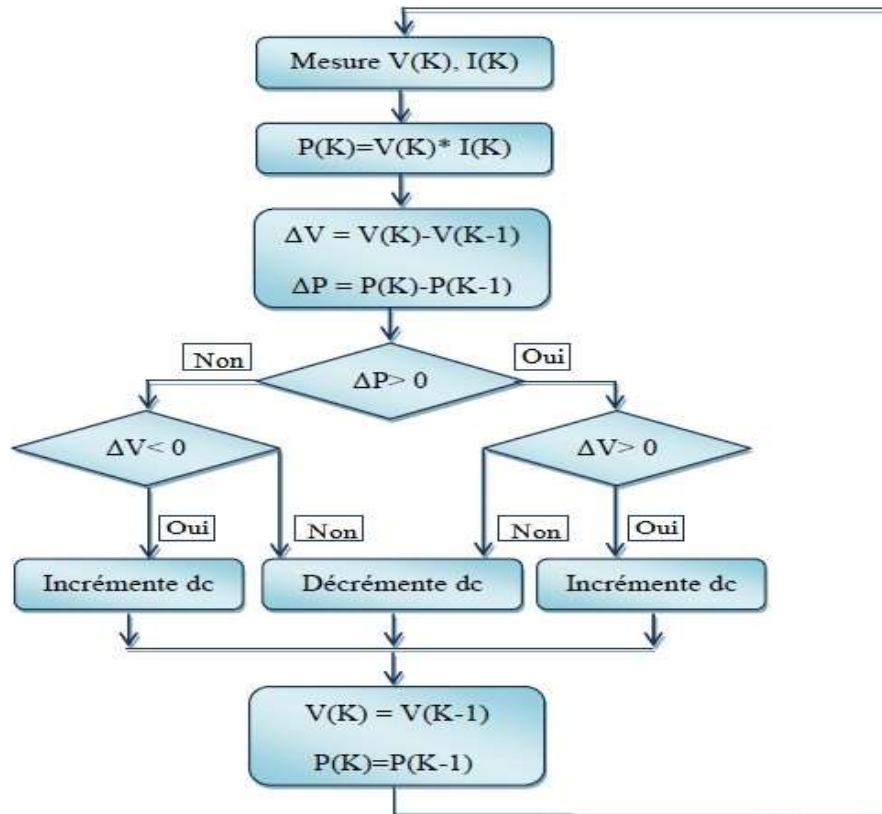 Mesure V(K), I(K)
P(K)=V(K)* I(K)
ΔV = V(K)-V(K-1)
ΔP = P(K)-P(K-1)
Non
Oui
ΔP> 0
ΔV< 0
ΔV> 0
Oui
Non
Non
Oui
Incrémente dc
Décrémente dc
Incrémente dc
V(K) = V(K-1)
P(K)=P(K-1)